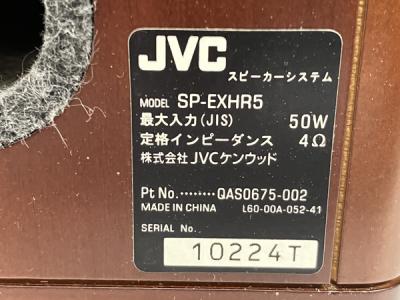 JVC
スピーカーシステム
MODEL SP-EXHR5
最大入力(JIS) 50W
定格インピーダンス 4Ω
株式会社JVCケンウッド
Pt No.········QAS0675-002
MADE IN CHINA L60-00A-052-41
SERIAL No.
10224T